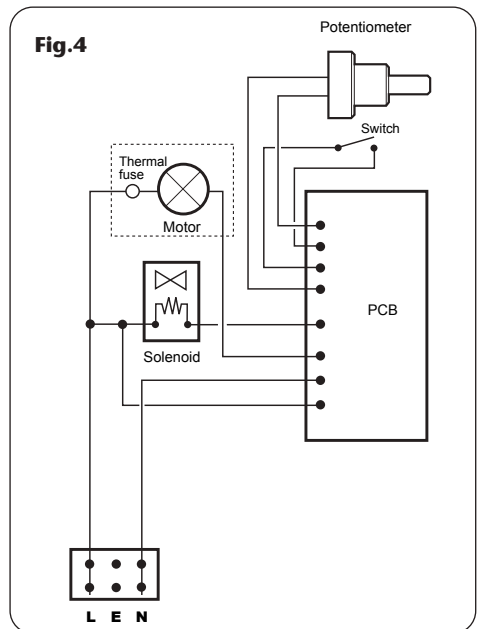 Fig.4
Potentiometer
Switch
Thermal
fuse
Motor
PCB
Solenoid
L E N